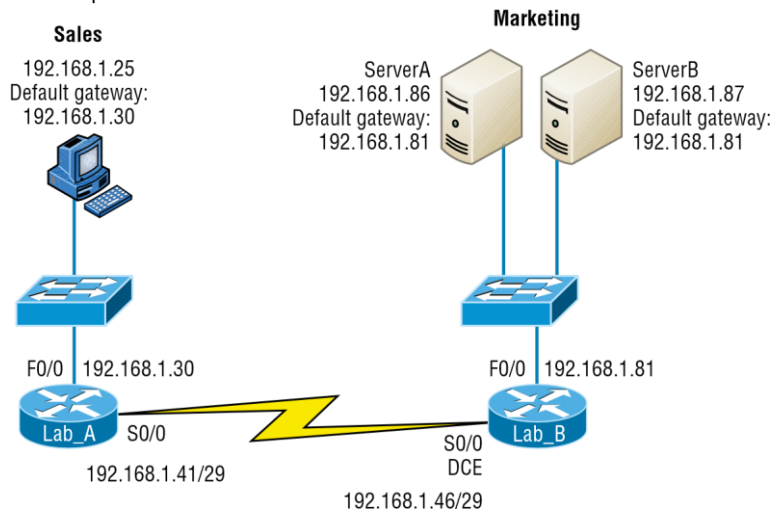 Sales
192.168.1.25
Default gateway:
192.168.1.30
Marketing
ServerA
192.168.1.86
Default gateway:
192.168.1.81
ServerB
192.168.1.87
Default gateway:
192.168.1.81
F0/0 192.168.1.30
Lab_A S0/0
192.168.1.41/29
F0/0 192.168.1.81
S0/0 Lab_B
DCE
192.168.1.46/29